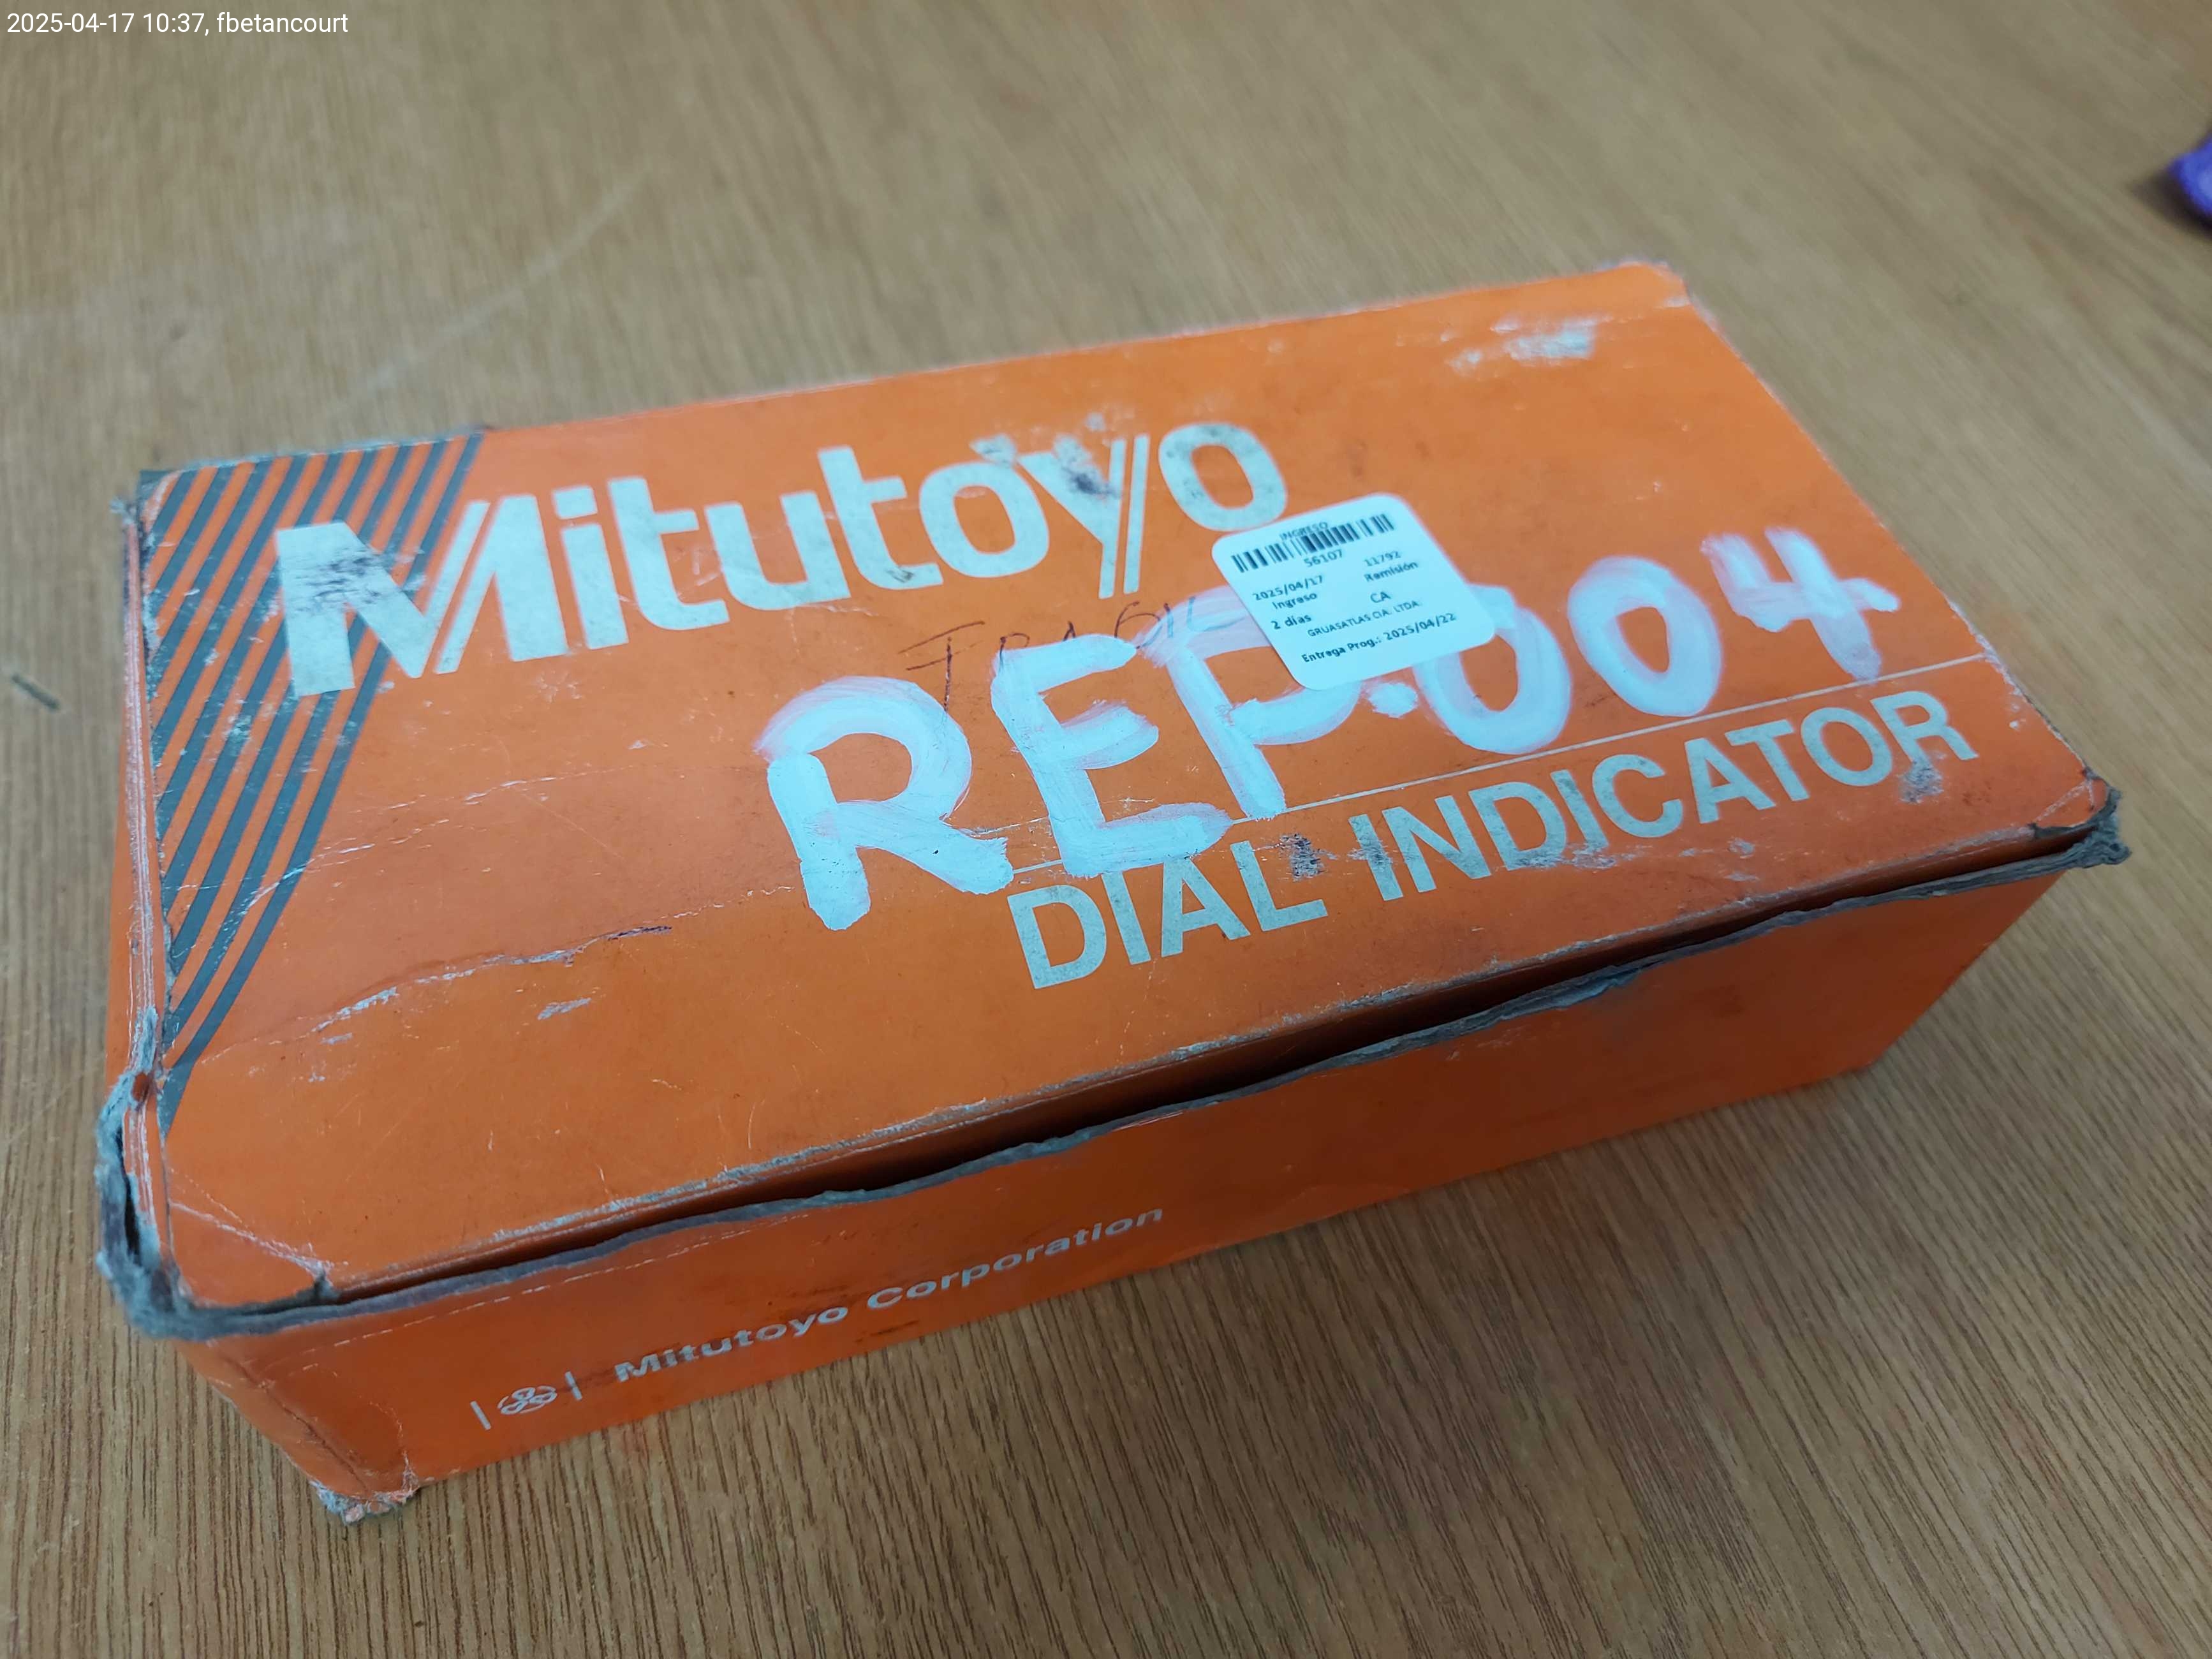 2025-04-17 10:37, fbetancourt
Mitutoyo
INGRESO
56107
11792
2025/04/17
Remisión
Ingreso
CA
2 días
GRUASATLAS CIA. LTDA.
Entrega Prog.: 2025/04/22
REP.004
DIAL INDICATOR
Mitutoyo Corporation